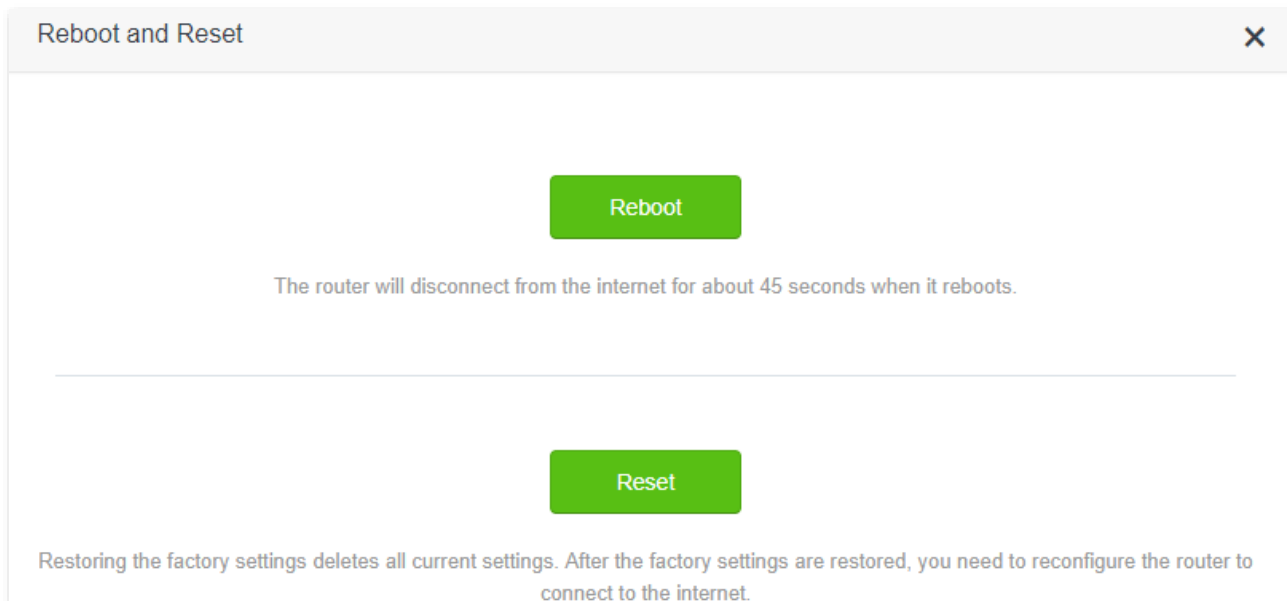 Reboot and Reset
Reboot
The router will disconnect from the internet for about 45 seconds when it reboots.
Reset
Restoring the factory settings deletes all current settings. After the factory settings are restored, you need to reconfigure the router to
connect to the internet.